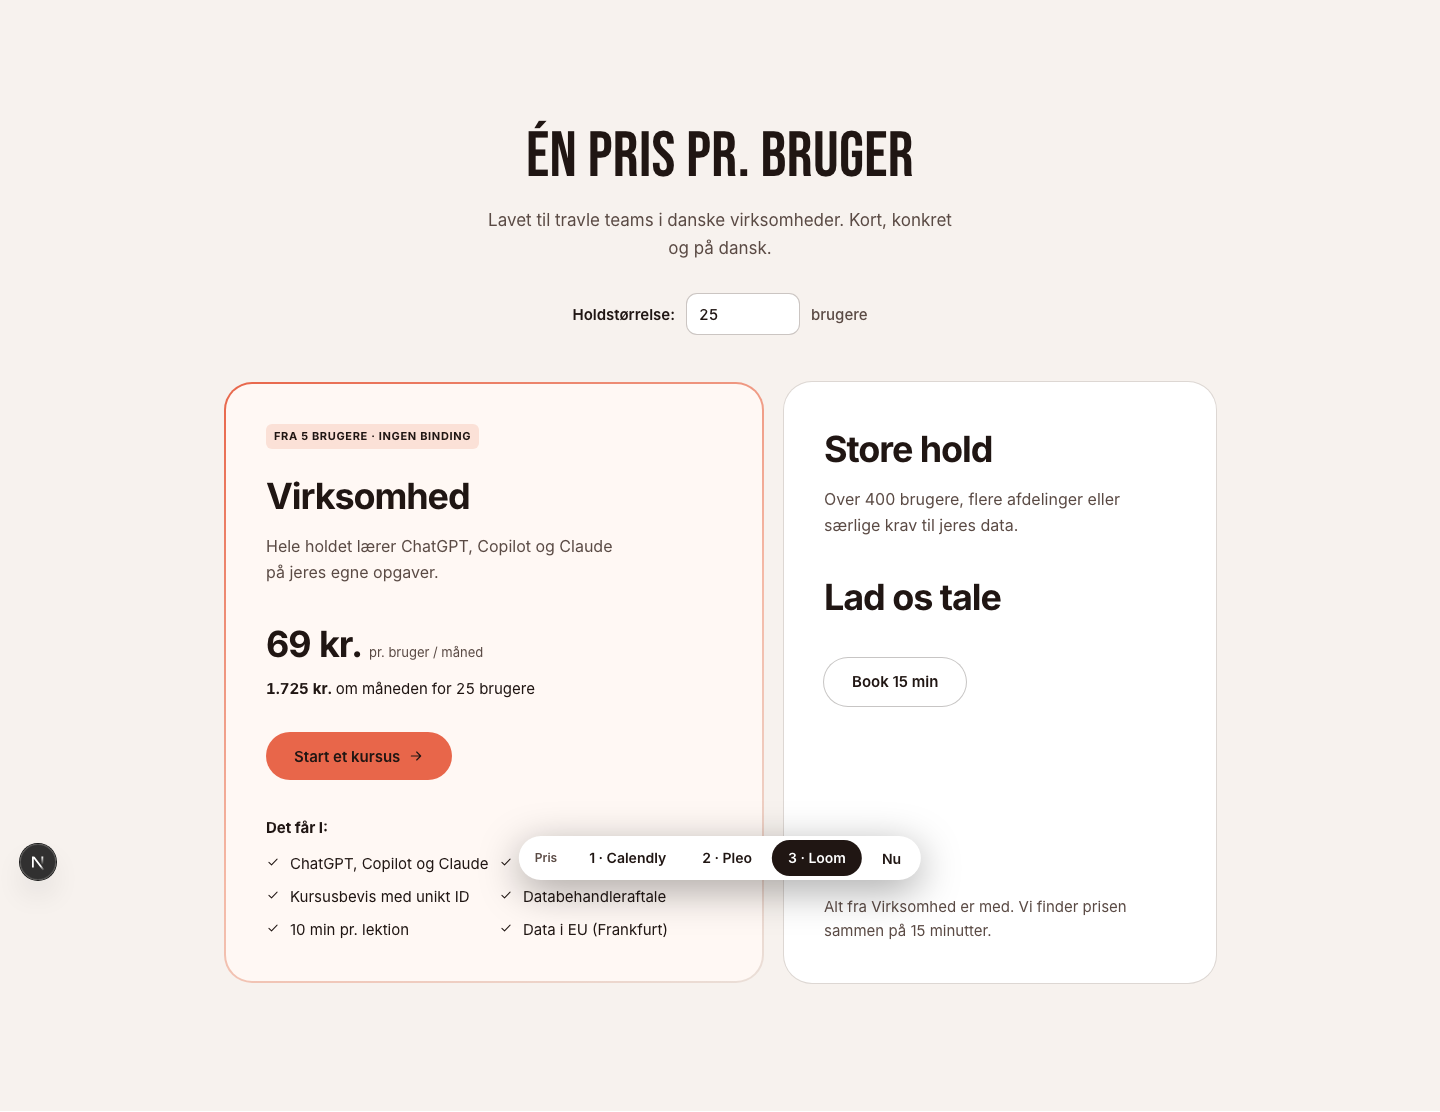 ÉN PRIS PR. BRUGER
Lavet til travle teams i danske virksomheder. Kort, konkret
og på dansk.
Holdstørrelse: 25 brugere
FRA 5 BRUGERE · INGEN BINDING
Virksomhed
Hele holdet lærer ChatGPT, Copilot og Claude
på jeres egne opgaver.
69 kr. pr. bruger / måned
1.725 kr. om måneden for 25 brugere
Start et kursus →
Det får I:
ChatGPT, Copilot og Claude
Kursusbevis med unikt ID
10 min pr. lektion
Databehandleraftale
Data i EU (Frankfurt)
Store hold
Over 400 brugere, flere afdelinger eller
særlige krav til jeres data.
Lad os tale
Book 15 min
Alt fra Virksomhed er med. Vi finder prisen
sammen på 15 minutter.
Pris 1 · Calendly 2 · Pleo 3 · Loom Nu
N